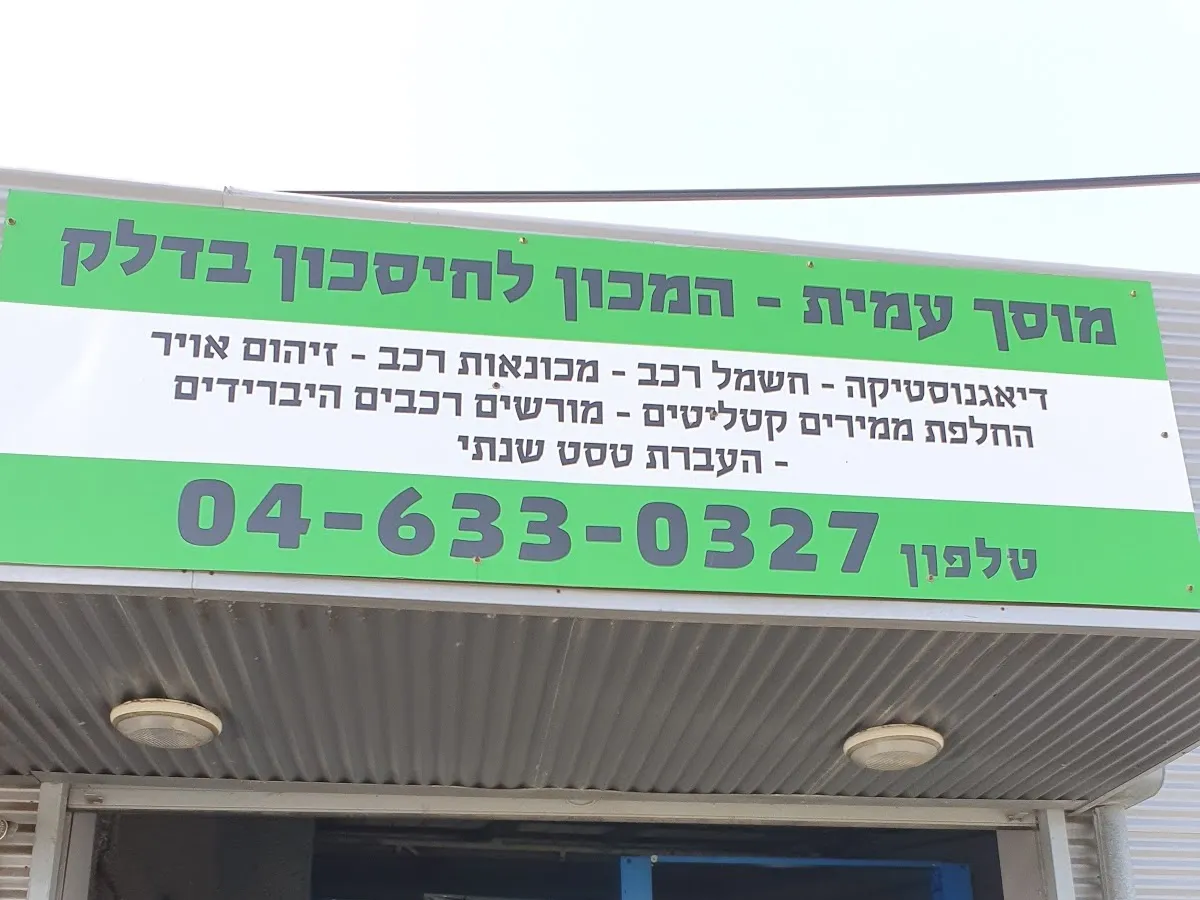 מוסך עמית - המכון לחיסכון בדלק
דיאגנוסטיקה - חשמל רכב - מכונאות רכב - זיהום אויר
החלפת ממירים קטליטים - מורשים רכבים היברידים
- העברת טסט שנתי
טלפון 04-633-0327